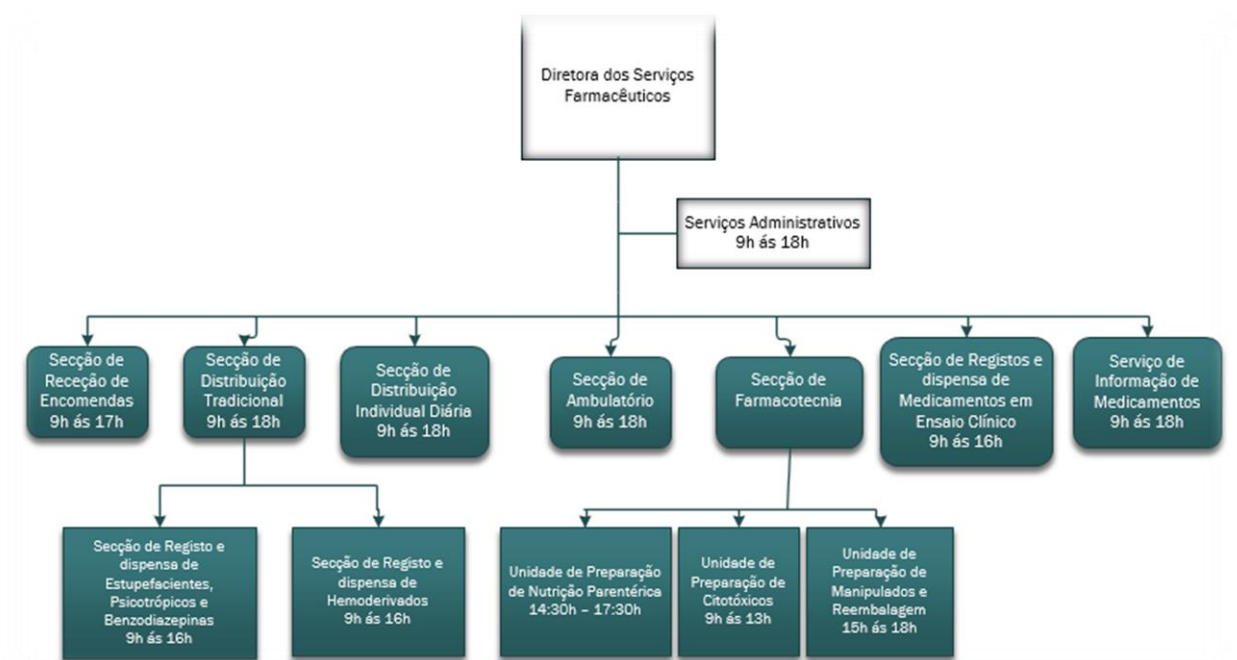 Diretora dos Serviços
Farmacêuticos
Serviços Administrativos
9h ás 18h
Secção de
Receção de
Encomendas
9h ás 17h
Secção de
Distribuição
Tradicional
9h ás 18h
Secção de
Distribuição
Individual Diária
9h ás 18h
Secção de
Ambulatório
9h ás 18h
Secção de
Farmacotecnia
Secção de Registos e
dispensa de
Medicamentos em
Ensaio Clínico
9h ás 16h
Serviço de
Informação de
Medicamentos
9h ás 18h
Secção de Registo e
dispensa de
Estupefacientes,
Psicotrópicos e
Benzodiazepinas
9h ás 16h
Secção de Registo e
dispensa de
Hemoderivados
9h ás 16h
Unidade de Preparação
de Nutrição Parentérica
14:30h – 17:30h
Unidade de
Preparação de
Citotóxicos
9h ás 13h
Unidade de
Preparação de
Manipulados e
Reembalagem
15h ás 18h